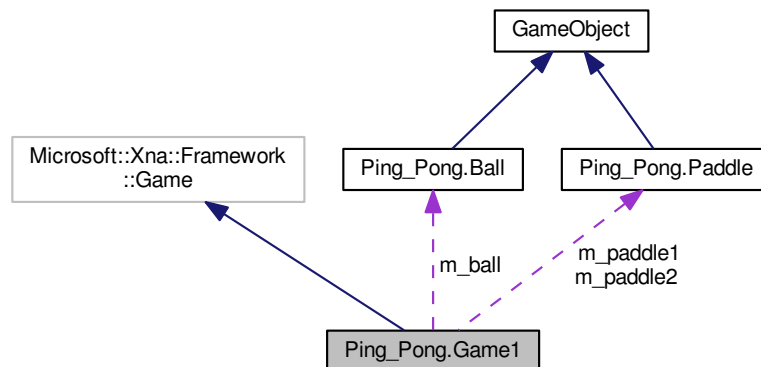 GameObject
Microsoft::Xna::Framework
::Game
Ping_Pong.Ball
Ping_Pong.Paddle
m_ball
m_paddle1
m_paddle2
Ping_Pong.Game1